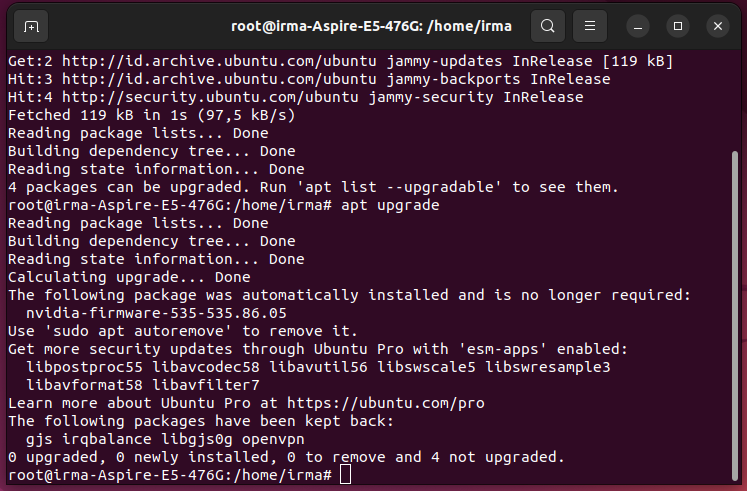 root@irma-Aspire-E5-476G: /home/irma
Get:2 http://id.archive.ubuntu.com/ubuntu jammy-updates InRelease [119 kB]
Hit:3 http://id.archive.ubuntu.com/ubuntu jammy-backports InRelease
Hit:4 http://security.ubuntu.com/ubuntu jammy-security InRelease
Fetched 119 kB in 1s (97,5 kB/s)
Reading package lists... Done
Building dependency tree... Done
Reading state information... Done
4 packages can be upgraded. Run 'apt list --upgradable' to see them.
root@irma-Aspire-E5-476G:/home/irma# apt upgrade
Reading package lists... Done
Building dependency tree... Done
Reading state information... Done
Calculating upgrade... Done
The following package was automatically installed and is no longer required:
  nvidia-firmware-535-535.86.05
Use 'sudo apt autoremove' to remove it.
Get more security updates through Ubuntu Pro with 'esm-apps' enabled:
  libpostproc55 libavcodec58 libavutil56 libswscale5 libswresample3
  libavformat58 libavfilter7
Learn more about Ubuntu Pro at https://ubuntu.com/pro
The following packages have been kept back:
  gjs irqbalance libgjs0g openvpn
0 upgraded, 0 newly installed, 0 to remove and 4 not upgraded.
root@irma-Aspire-E5-476G:/home/irma#